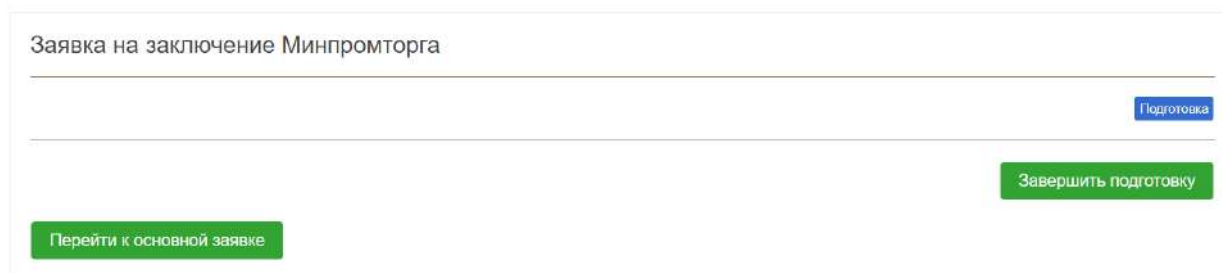 Заявка на заключение Минпромторга
Подготовка
Завершить подготовку
Перейти к основной заявке